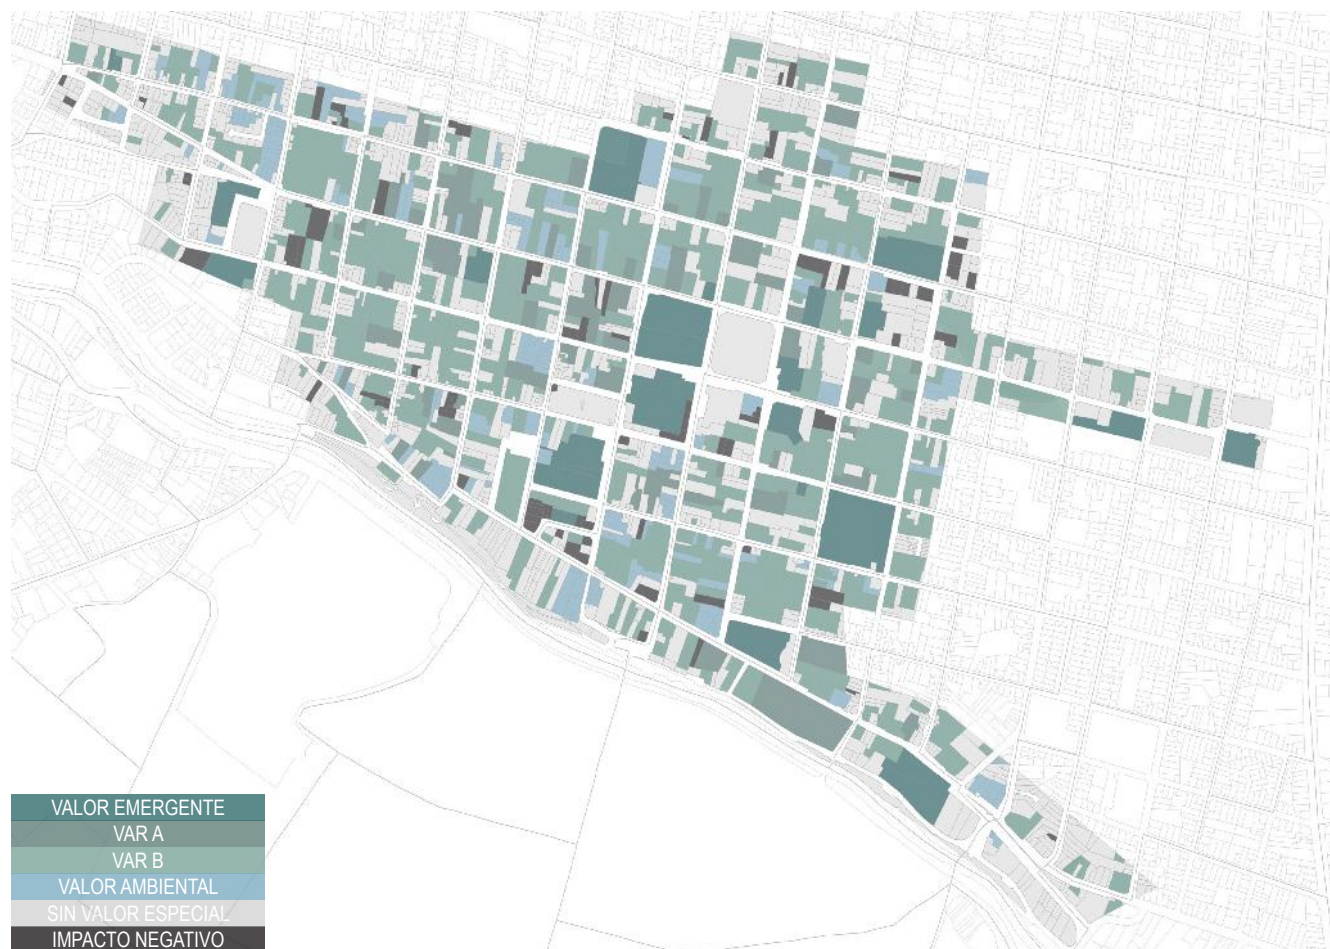 VALOR EMERGENTE
VAR A
VAR B
VALOR AMBIENTAL
SIN VALOR ESPECIAL
IMPACTO NEGATIVO